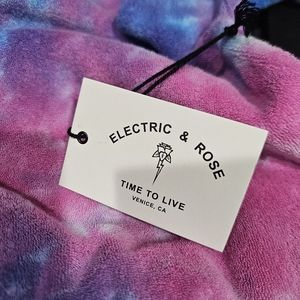 ELECTRIC & ROSE
TIME TO LIVE
VENICE, CA